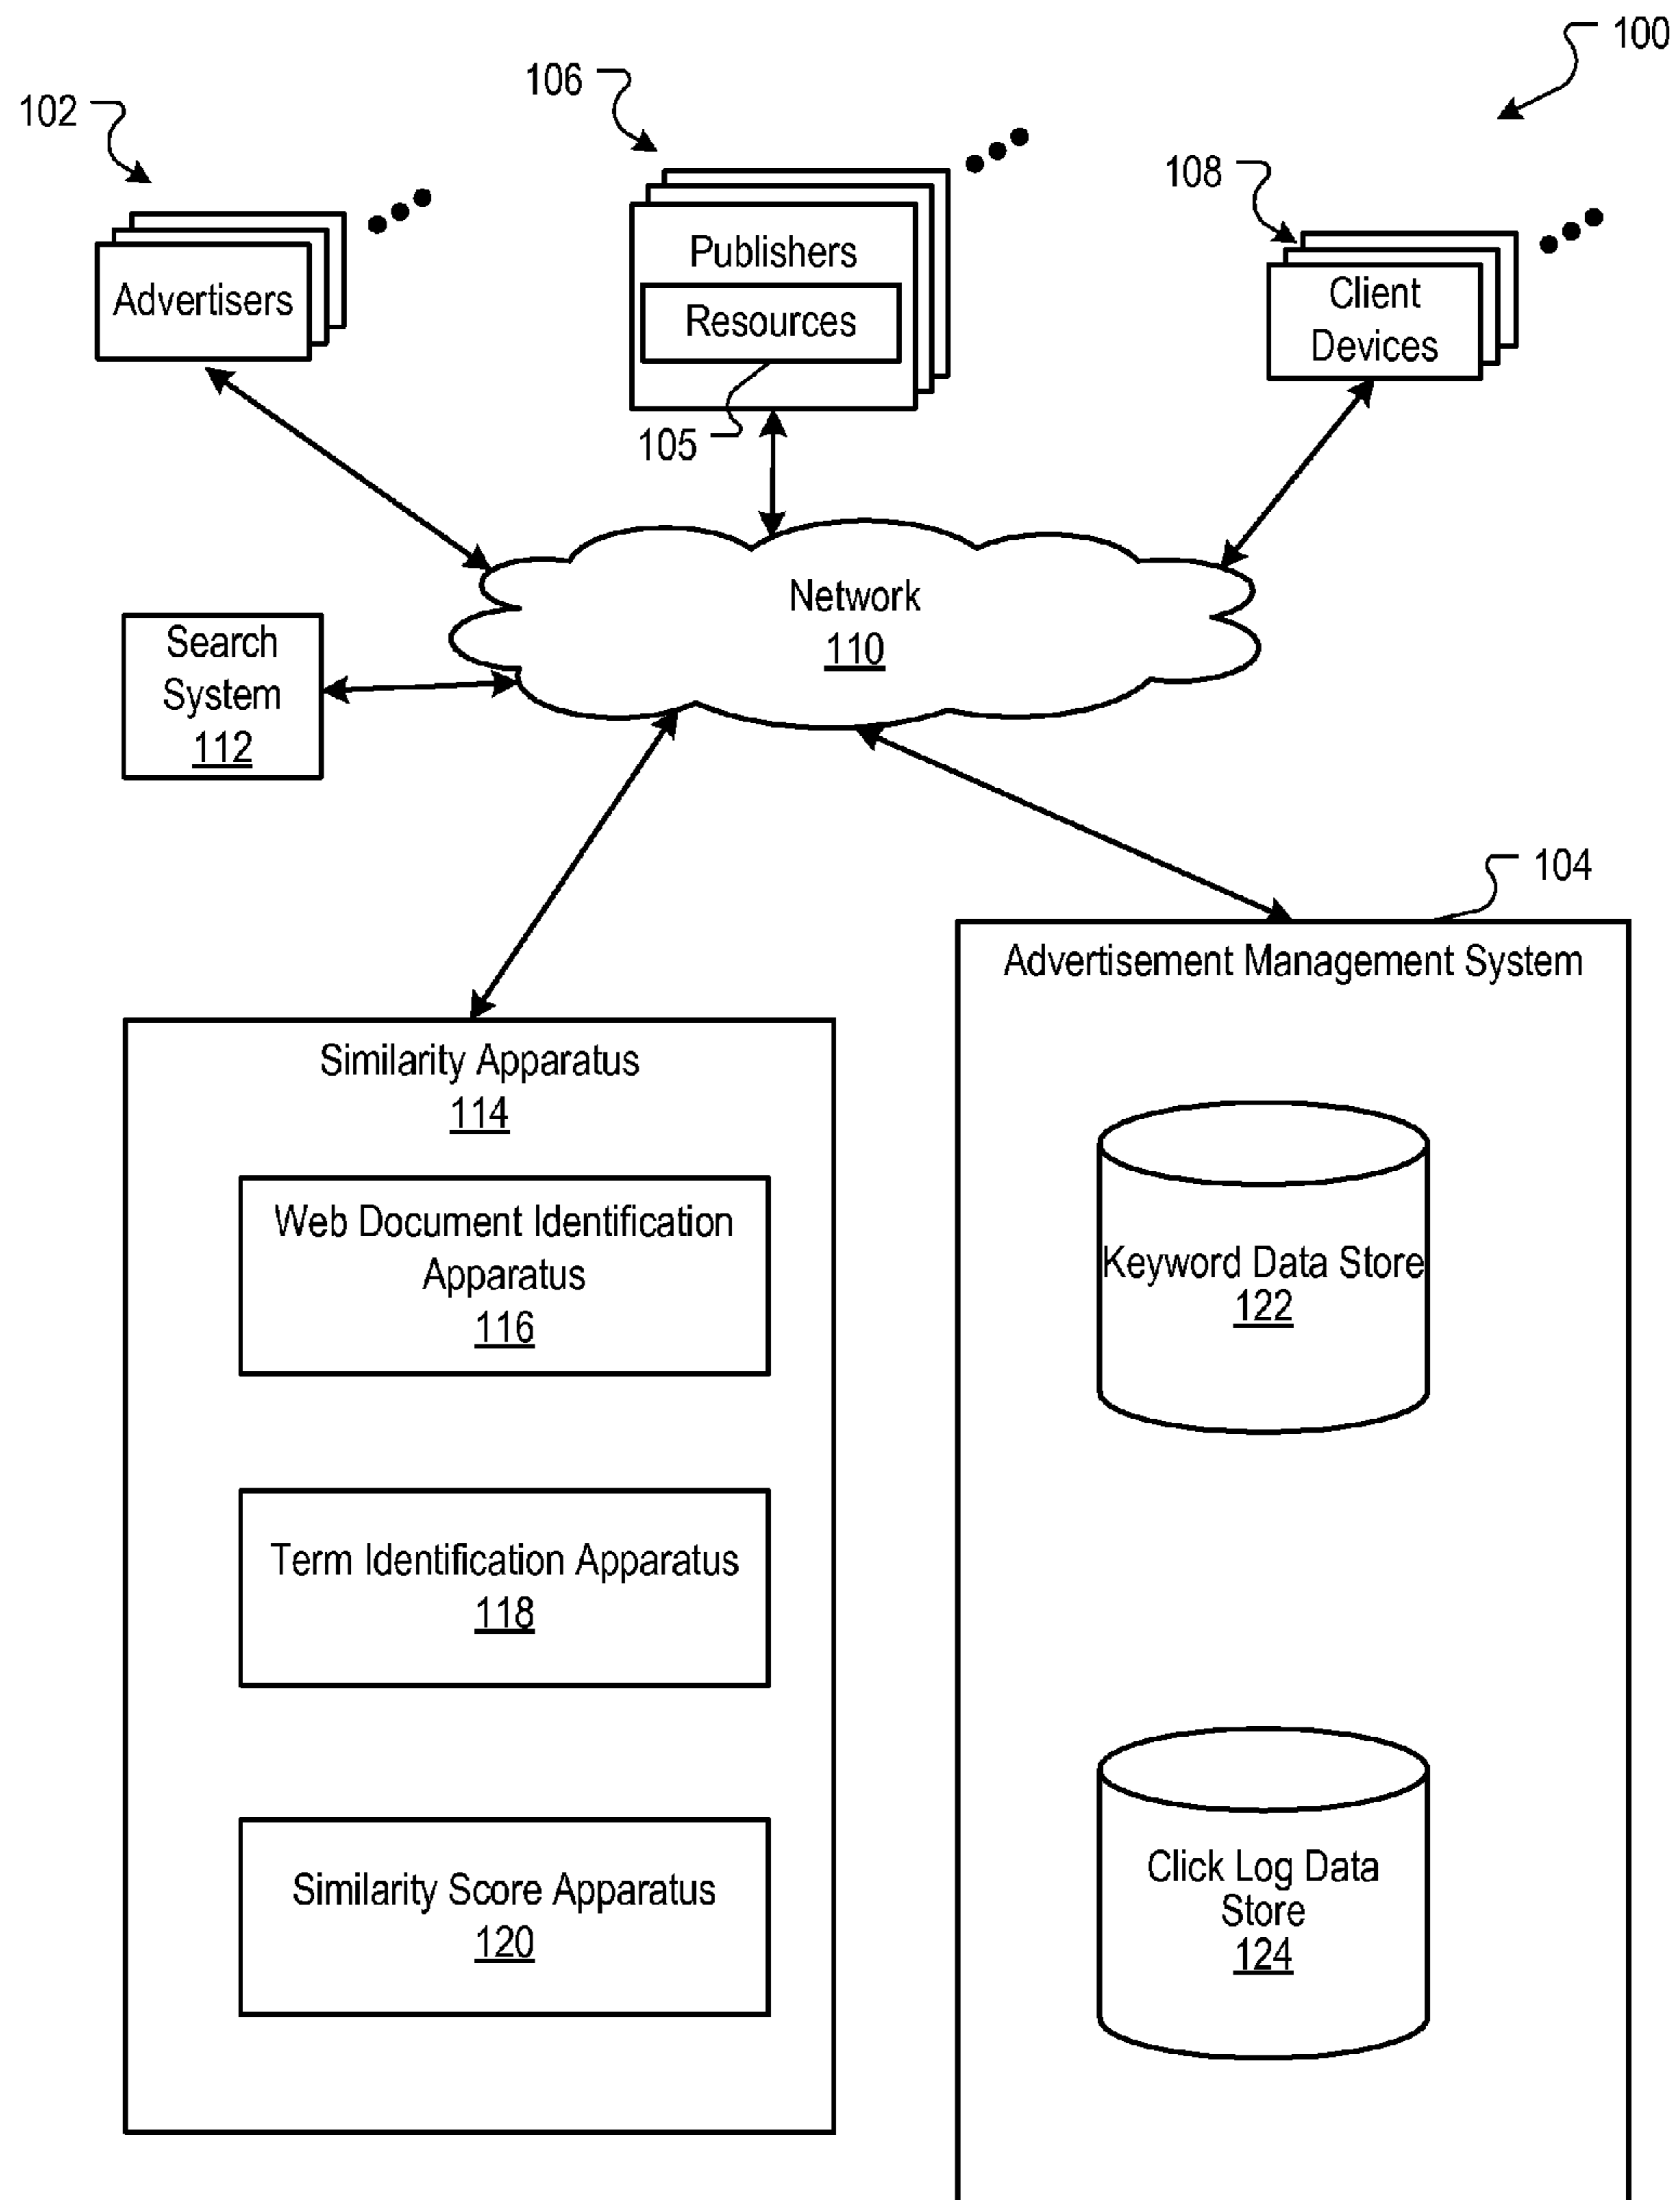 100
106
102
108
Publishers
Advertisers
Resources
Client
Devices
105
Network
110
Search
System
112
104
Advertisement Management System
Similarity Apparatus
114
Web Document Identification
Apparatus
116
Keyword Data Store
122
Term Identification Apparatus
118
Similarity Score Apparatus
120
Click Log Data
Store
124